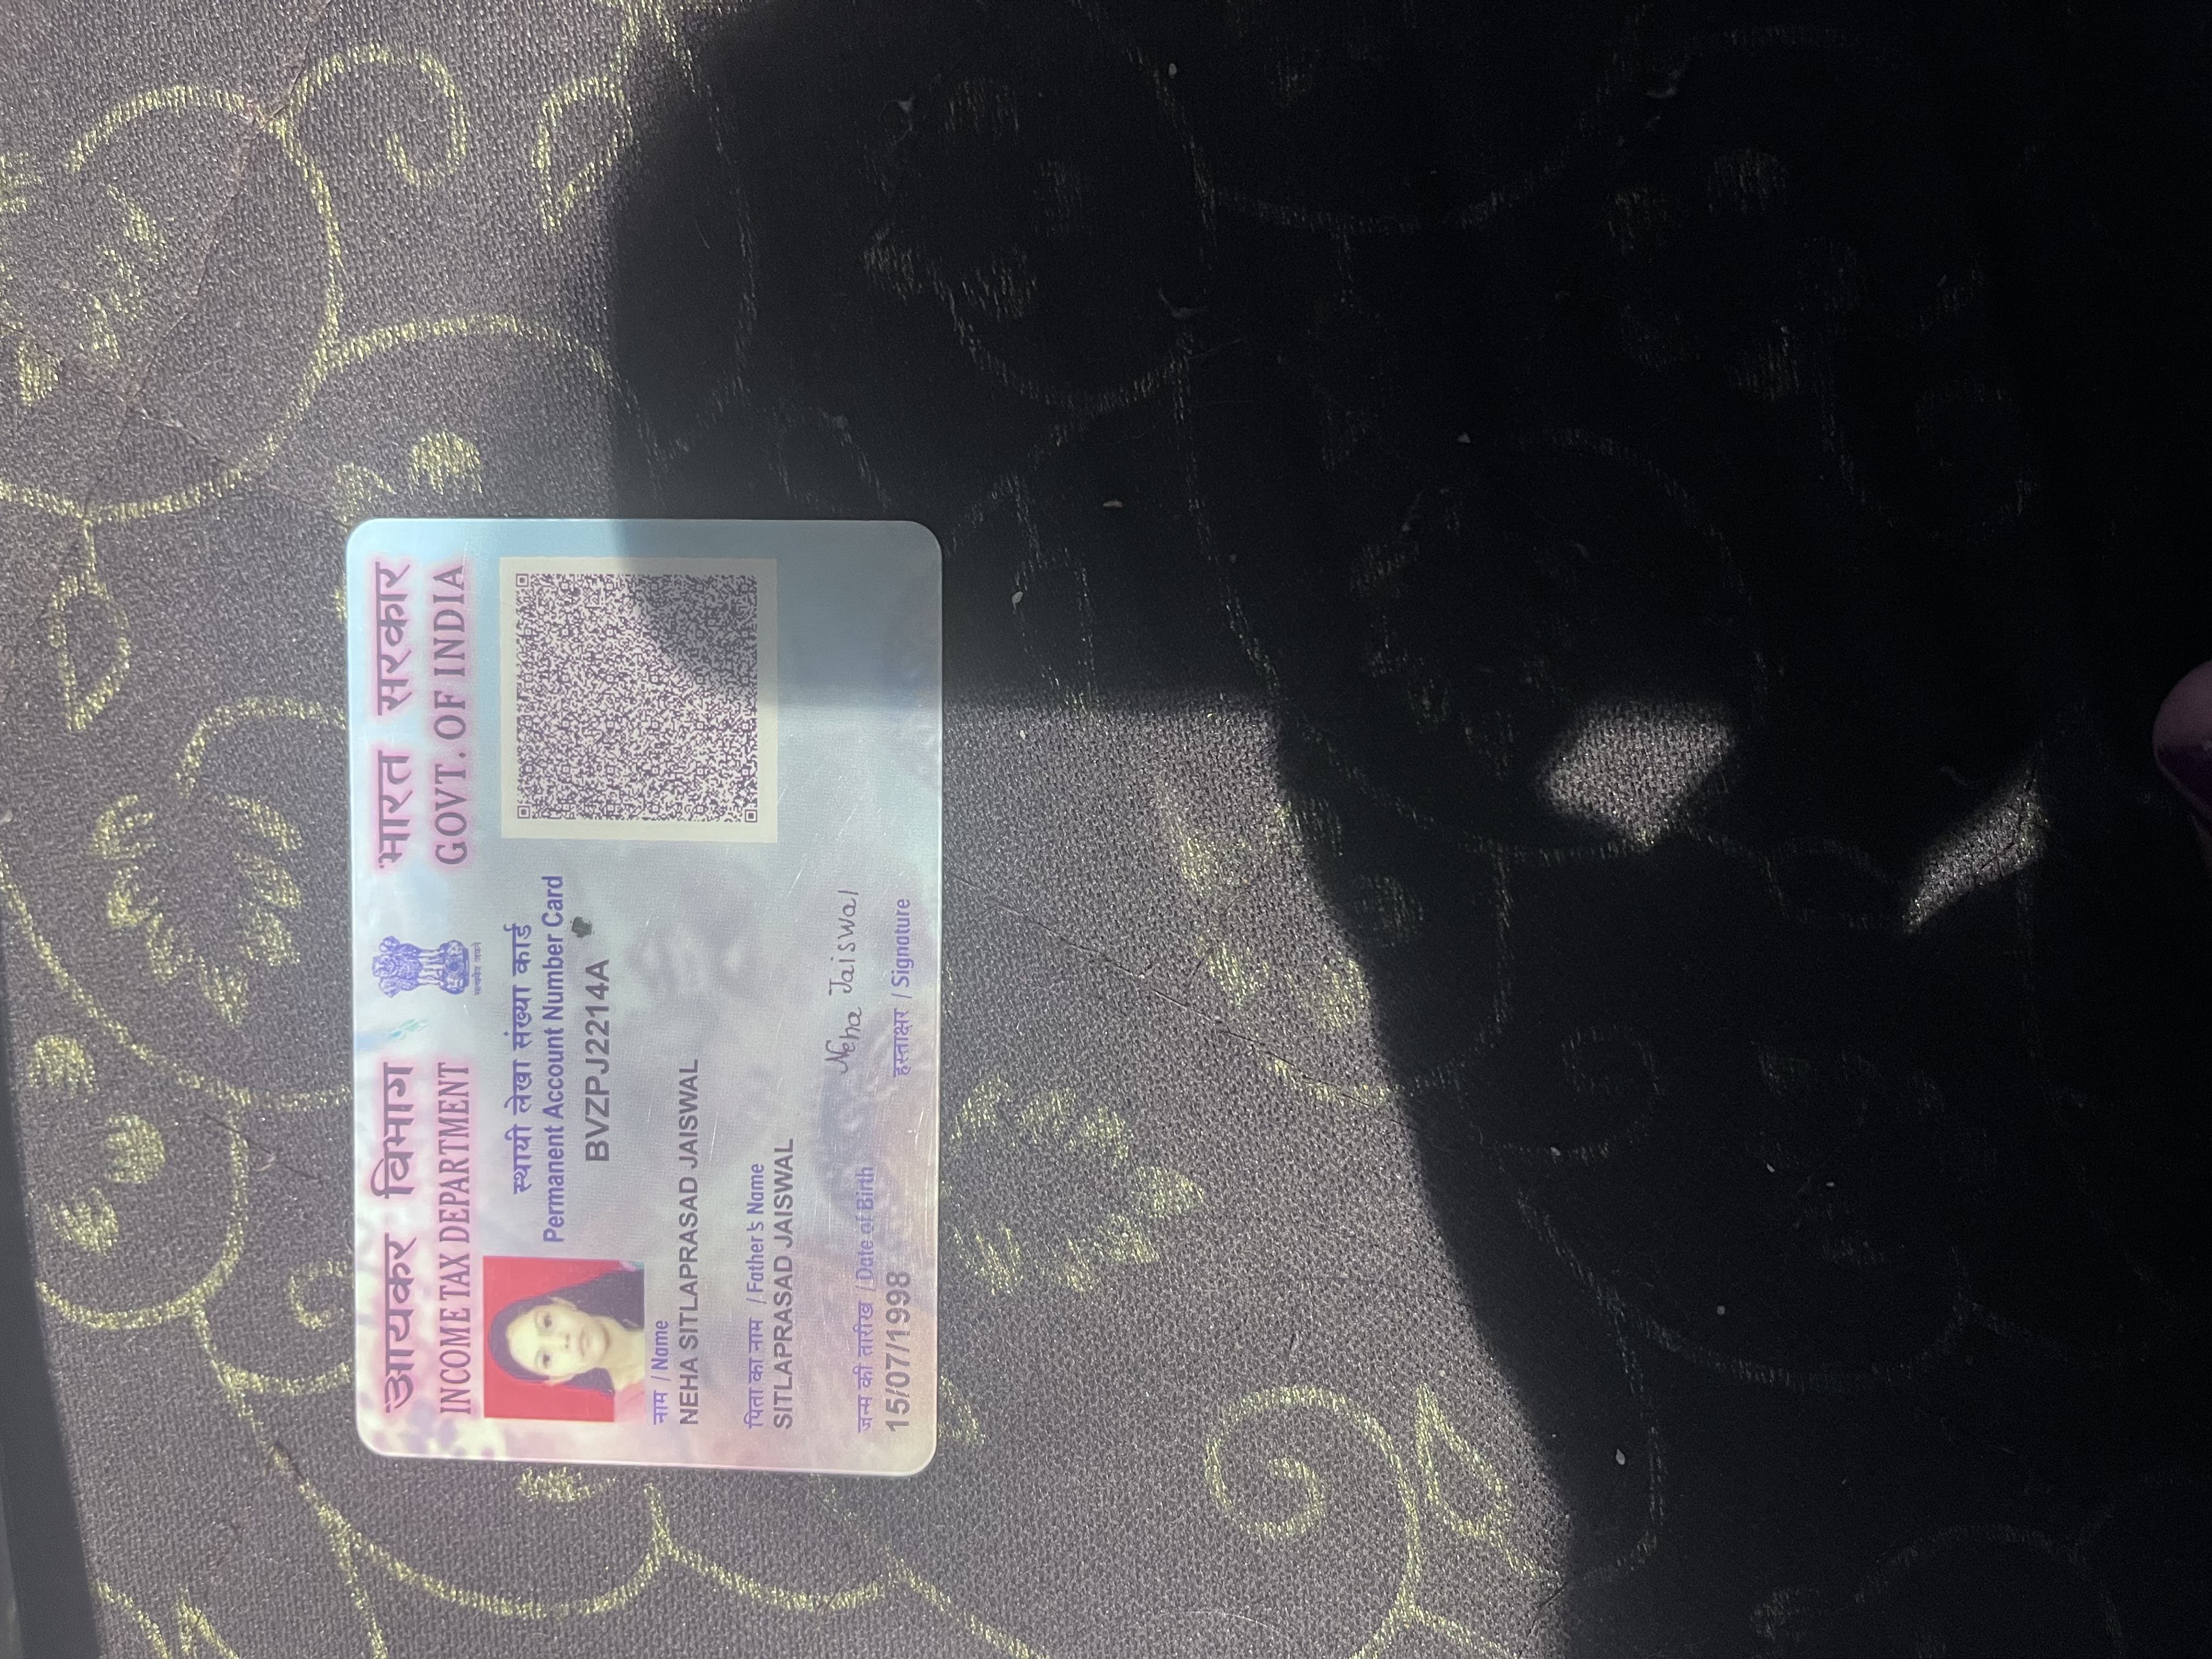 आयकर विभाग
INCOME TAX DEPARTMENT
सत्यमेव जयते
भारत सरकार
GOVT. OF INDIA
स्थायी लेखा संख्या कार्ड
Permanent Account Number Card
BVZPJ2214A
नाम / Name
NEHA SITLAPRASAD JAISWAL
पिता का नाम / Father's Name
SITLAPRASAD JAISWAL
जन्म की तारीख / Date of Birth
15/07/1998
Neha Jaiswal
हस्ताक्षर / Signature